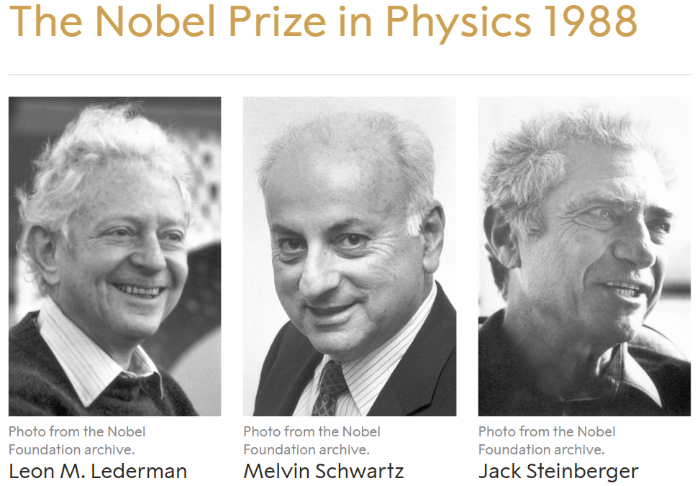 The Nobel Prize in Physics 1988
Photo from the Nobel
Foundation archive.
Leon M. Lederman
Photo from the Nobel
Foundation archive.
Melvin Schwartz
Photo from the Nobel
Foundation archive.
Jack Steinberger